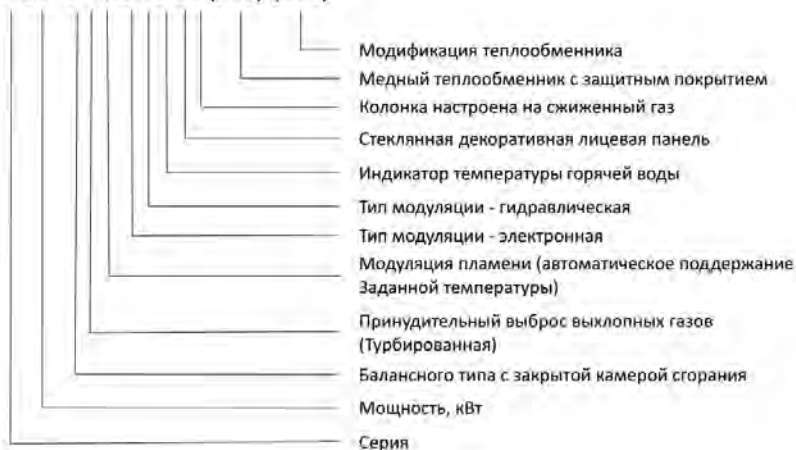 Модификация теплообменника
Медный теплообменник с защитным покрытием
Колонка настроена на сжиженный газ
Стеклянная декоративная лицевая панель
Индикатор температуры горячей воды
Тип модуляции - гидравлическая
Тип модуляции - электронная
Модуляция пламени (автоматическое поддержание
Заданной температуры)
Принудительный выброс выхлопных газов
(Турбированная)
Балансного типа с закрытой камерой сгорания
Мощность, кВт
Серия